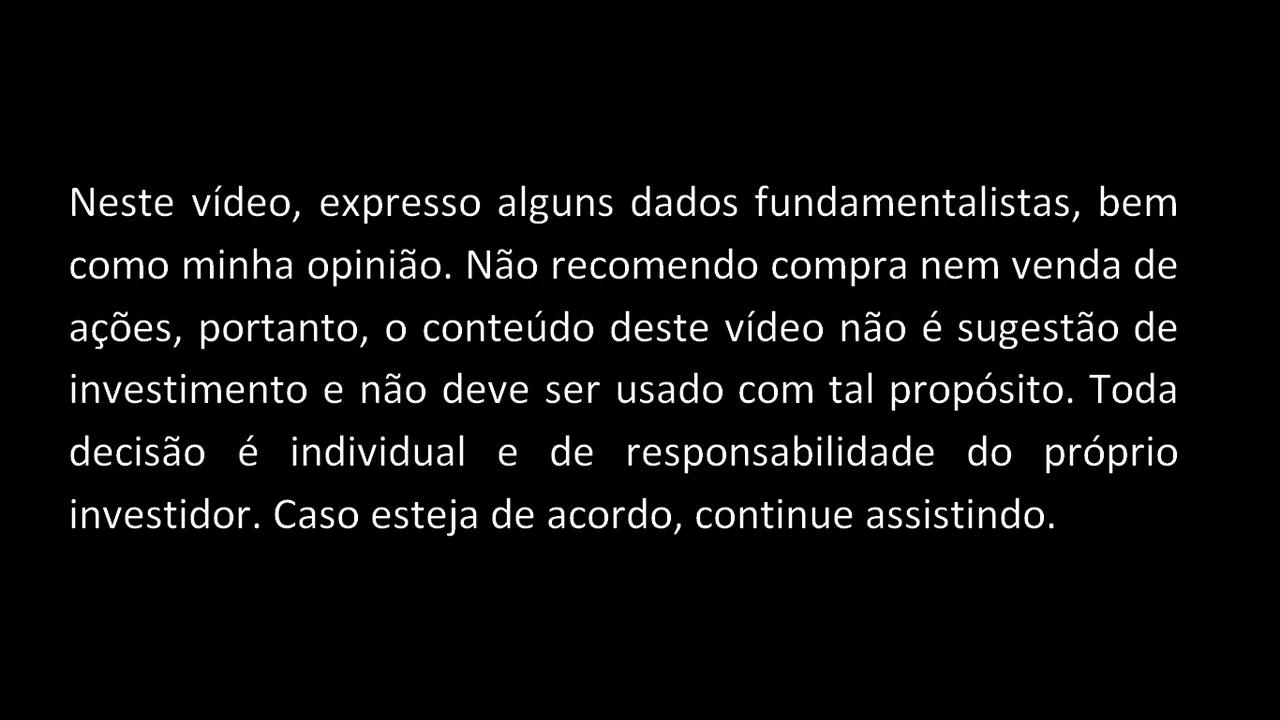 Neste vídeo, expresso alguns dados fundamentalistas, bem
como minha opinião. Não recomendo compra nem venda de
ações, portanto, o conteúdo deste vídeo não é sugestão de
investimento e não deve ser usado com tal propósito. Toda
decisão é individual e de responsabilidade do próprio
investidor. Caso esteja de acordo, continue assistindo.